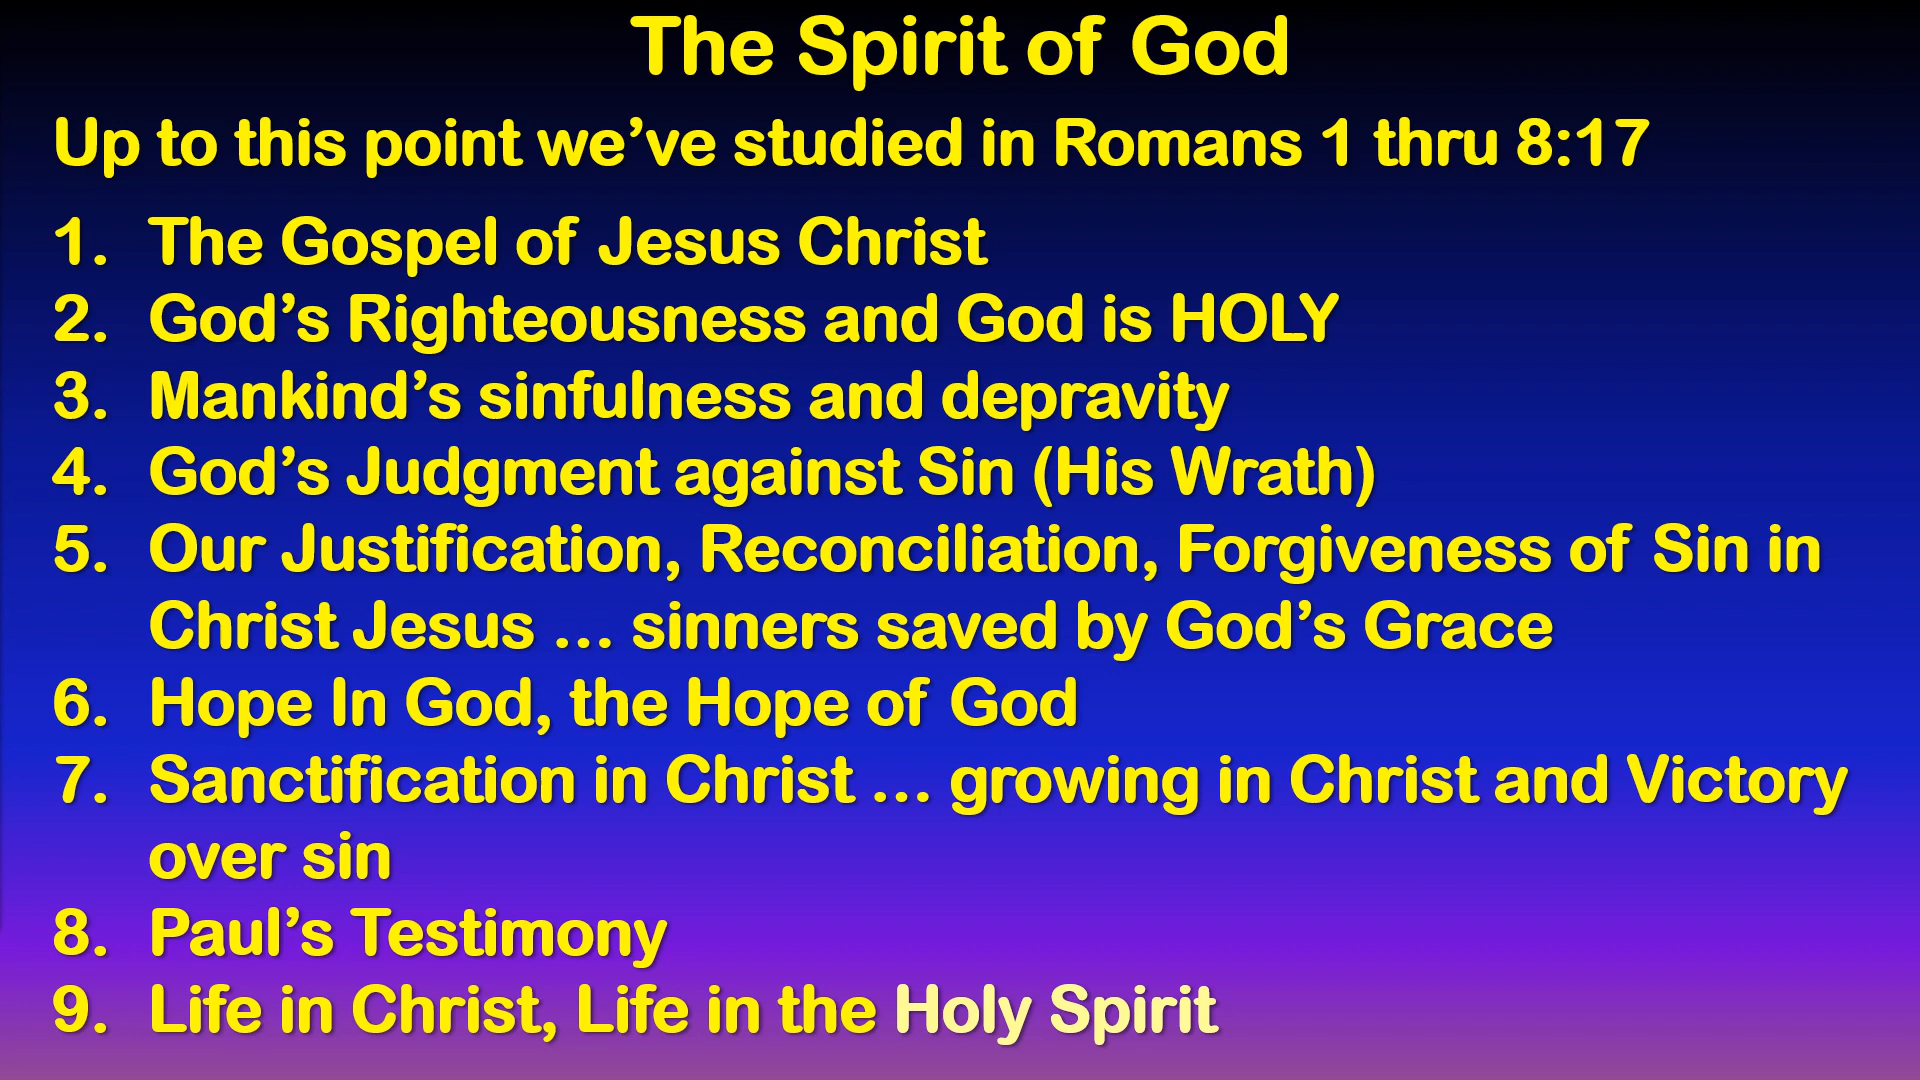 The Spirit of God
Up to this point we’ve studied in Romans 1 thru 8:17
1. The Gospel of Jesus Christ
2. God’s Righteousness and God is HOLY
3. Mankind’s sinfulness and depravity
4. God’s Judgment against Sin (His Wrath)
5. Our Justification, Reconciliation, Forgiveness of Sin in
Christ Jesus … sinners saved by God’s Grace
6. Hope In God, the Hope of God
7. Sanctification in Christ … growing in Christ and Victory
over sin
8. Paul’s Testimony
9. Life in Christ, Life in the Holy Spirit